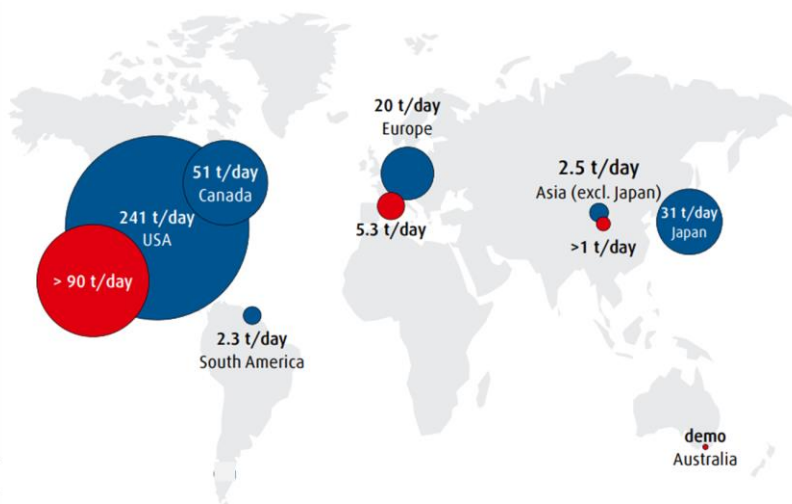 20 t/day
Europe
51 t/day
Canada
2.5 t/day
Asia (excl. Japan)
241 t/day
USA
31 t/day
Japan
5.3 t/day
>1 t/day
> 90 t/day
2.3 t/day
South America
demo
Australia